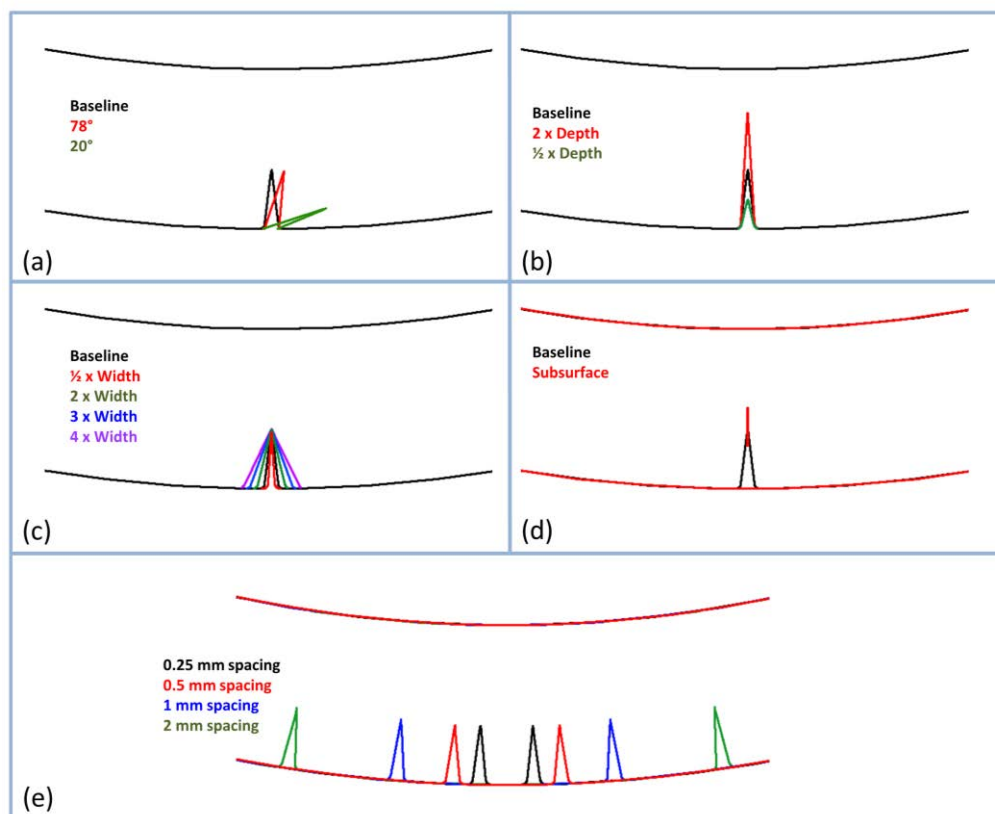 Baseline
78°
20°
(a)
Baseline
2 x Depth
½ x Depth
(b)
Baseline
½ x Width
2 x Width
3 x Width
4 x Width
(c)
Baseline
Subsurface
(d)
0.25 mm spacing
0.5 mm spacing
1 mm spacing
2 mm spacing
(e)